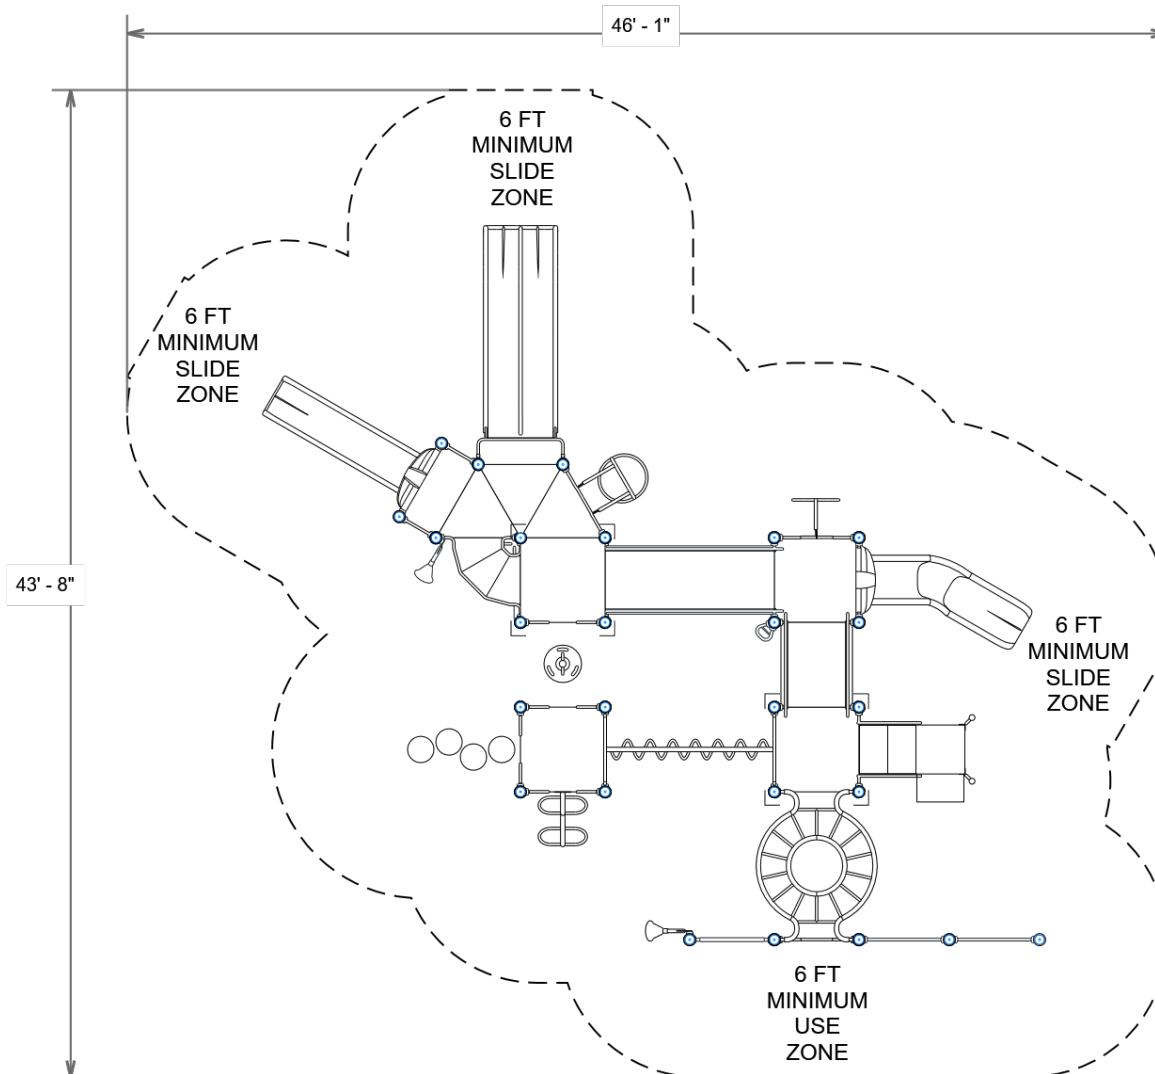 46' - 1"
6 FT
MINIMUM
SLIDE
ZONE
6 FT
MINIMUM
SLIDE
ZONE
43' - 8"
6 FT
MINIMUM
SLIDE
ZONE
6 FT
MINIMUM
USE
ZONE